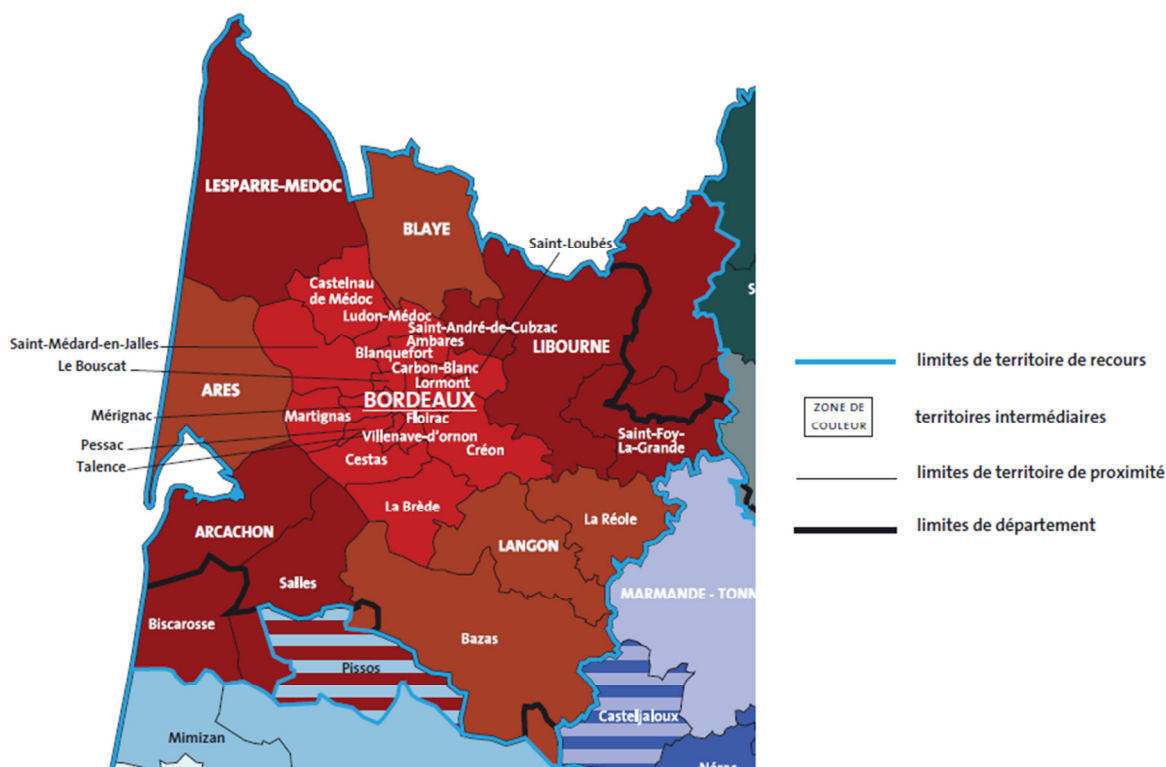 LESPARRE-MEDOC
BLAYE
Saint-Loubés
Castelnau
de Médoc
Ludon-Médoc
Saint-André-de-Cubzac
Ambares
Saint-Médard-en-Jalles
Blanquefort
LIBOURNE
Le Bouscat
Carbon-Blanc
Lormont
ARES
BORDEAUX
Mérignac
Martignas
Floirac
Pessac
Villenave-d'ornon
Talence
Cestas
Créon
Saint-Foy-
La-Grande
La Brède
La Réole
ARCACHON
LANGON
Salles
MARMANDE - TONN
Biscarosse
Bazas
Pissos
Casteljaloux
Mimizan
S
limites de territoire de recours
ZONE DE
COULEUR
territoires intermédiaires
limites de territoire de proximité
limites de département